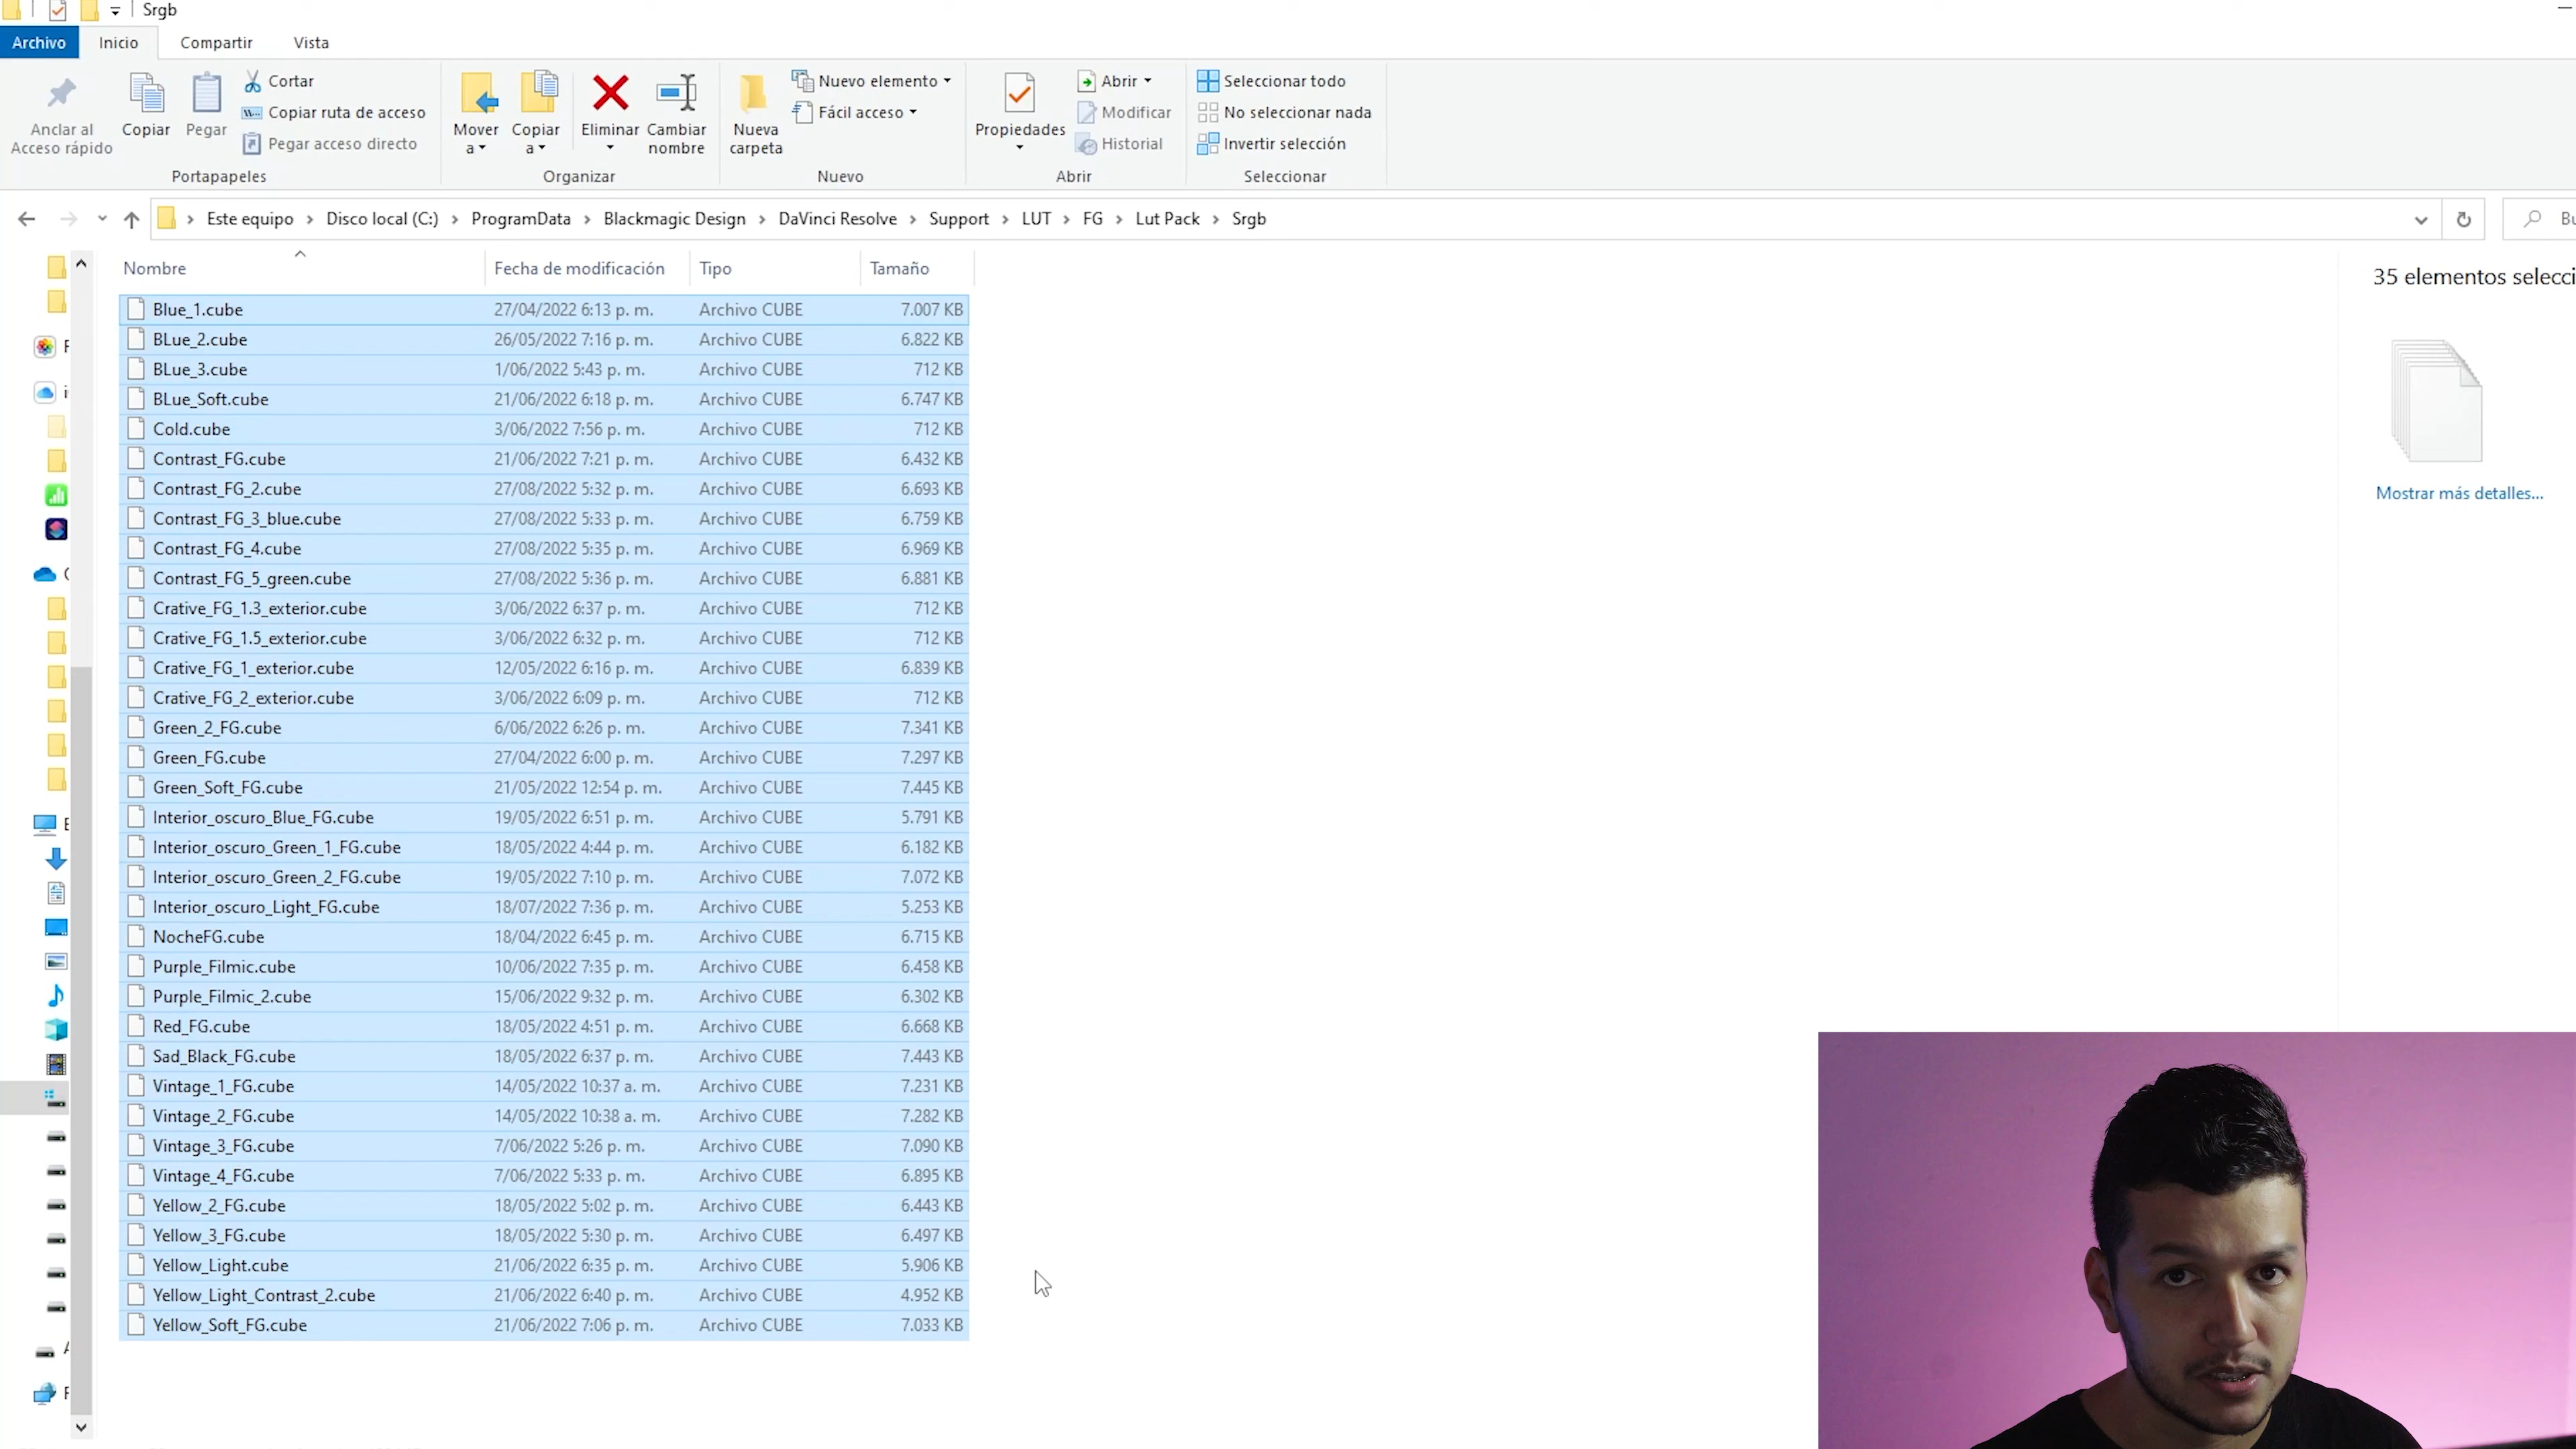 Srgb
Archivo Inicio Compartir Vista
Anclar al Acceso rápido
Copiar
Pegar
Cortar
Copiar ruta de acceso
Pegar acceso directo
Portapapeles
Mover a
Copiar a
Eliminar
Cambiar nombre
Organizar
Nueva carpeta
Nuevo elemento
Fácil acceso
Nuevo
Propiedades
Abrir
Modificar
Historial
Abrir
Seleccionar todo
No seleccionar nada
Invertir selección
Seleccionar
Este equipo > Disco local (C:) > ProgramData > Blackmagic Design > DaVinci Resolve > Support > LUT > FG > Lut Pack > Srgb
Nombre Fecha de modificación Tipo Tamaño
Blue_1.cube 27/04/2022 6:13 p. m. Archivo CUBE 7.007 KB
BLue_2.cube 26/05/2022 7:16 p. m. Archivo CUBE 6.822 KB
BLue_3.cube 1/06/2022 5:43 p. m. Archivo CUBE 712 KB
BLue_Soft.cube 21/06/2022 6:18 p. m. Archivo CUBE 6.747 KB
Cold.cube 3/06/2022 7:56 p. m. Archivo CUBE 712 KB
Contrast_FG.cube 21/06/2022 7:21 p. m. Archivo CUBE 6.432 KB
Contrast_FG_2.cube 27/08/2022 5:32 p. m. Archivo CUBE 6.693 KB
Contrast_FG_3_blue.cube 27/08/2022 5:33 p. m. Archivo CUBE 6.759 KB
Contrast_FG_4.cube 27/08/2022 5:35 p. m. Archivo CUBE 6.969 KB
Contrast_FG_5_green.cube 27/08/2022 5:36 p. m. Archivo CUBE 6.881 KB
Crative_FG_1.3_exterior.cube 3/06/2022 6:37 p. m. Archivo CUBE 712 KB
Crative_FG_1.5_exterior.cube 3/06/2022 6:32 p. m. Archivo CUBE 712 KB
Crative_FG_1_exterior.cube 12/05/2022 6:16 p. m. Archivo CUBE 6.839 KB
Crative_FG_2_exterior.cube 3/06/2022 6:09 p. m. Archivo CUBE 712 KB
Green_2_FG.cube 6/06/2022 6:26 p. m. Archivo CUBE 7.341 KB
Green_FG.cube 27/04/2022 6:00 p. m. Archivo CUBE 7.297 KB
Green_Soft_FG.cube 21/05/2022 12:54 p. m. Archivo CUBE 7.445 KB
Interior_oscuro_Blue_FG.cube 19/05/2022 6:51 p. m. Archivo CUBE 5.791 KB
Interior_oscuro_Green_1_FG.cube 18/05/2022 4:44 p. m. Archivo CUBE 6.182 KB
Interior_oscuro_Green_2_FG.cube 19/05/2022 7:10 p. m. Archivo CUBE 7.072 KB
Interior_oscuro_Light_FG.cube 18/07/2022 7:36 p. m. Archivo CUBE 5.253 KB
NocheFG.cube 18/04/2022 6:45 p. m. Archivo CUBE 6.715 KB
Purple_Filmic.cube 10/06/2022 7:35 p. m. Archivo CUBE 6.458 KB
Purple_Filmic_2.cube 15/06/2022 9:32 p. m. Archivo CUBE 6.302 KB
Red_FG.cube 18/05/2022 4:51 p. m. Archivo CUBE 6.668 KB
Sad_Black_FG.cube 18/05/2022 6:37 p. m. Archivo CUBE 7.443 KB
Vintage_1_FG.cube 14/05/2022 10:37 a. m. Archivo CUBE 7.231 KB
Vintage_2_FG.cube 14/05/2022 10:38 a. m. Archivo CUBE 7.282 KB
Vintage_3_FG.cube 7/06/2022 5:26 p. m. Archivo CUBE 7.090 KB
Vintage_4_FG.cube 7/06/2022 5:33 p. m. Archivo CUBE 6.895 KB
Yellow_2_FG.cube 18/05/2022 5:02 p. m. Archivo CUBE 6.443 KB
Yellow_3_FG.cube 18/05/2022 5:30 p. m. Archivo CUBE 6.497 KB
Yellow_Light.cube 21/06/2022 6:35 p. m. Archivo CUBE 5.906 KB
Yellow_Light_Contrast_2.cube 21/06/2022 6:40 p. m. Archivo CUBE 4.952 KB
Yellow_Soft_FG.cube 21/06/2022 7:06 p. m. Archivo CUBE 7.033 KB
35 elementos selecci
Mostrar más detalles...